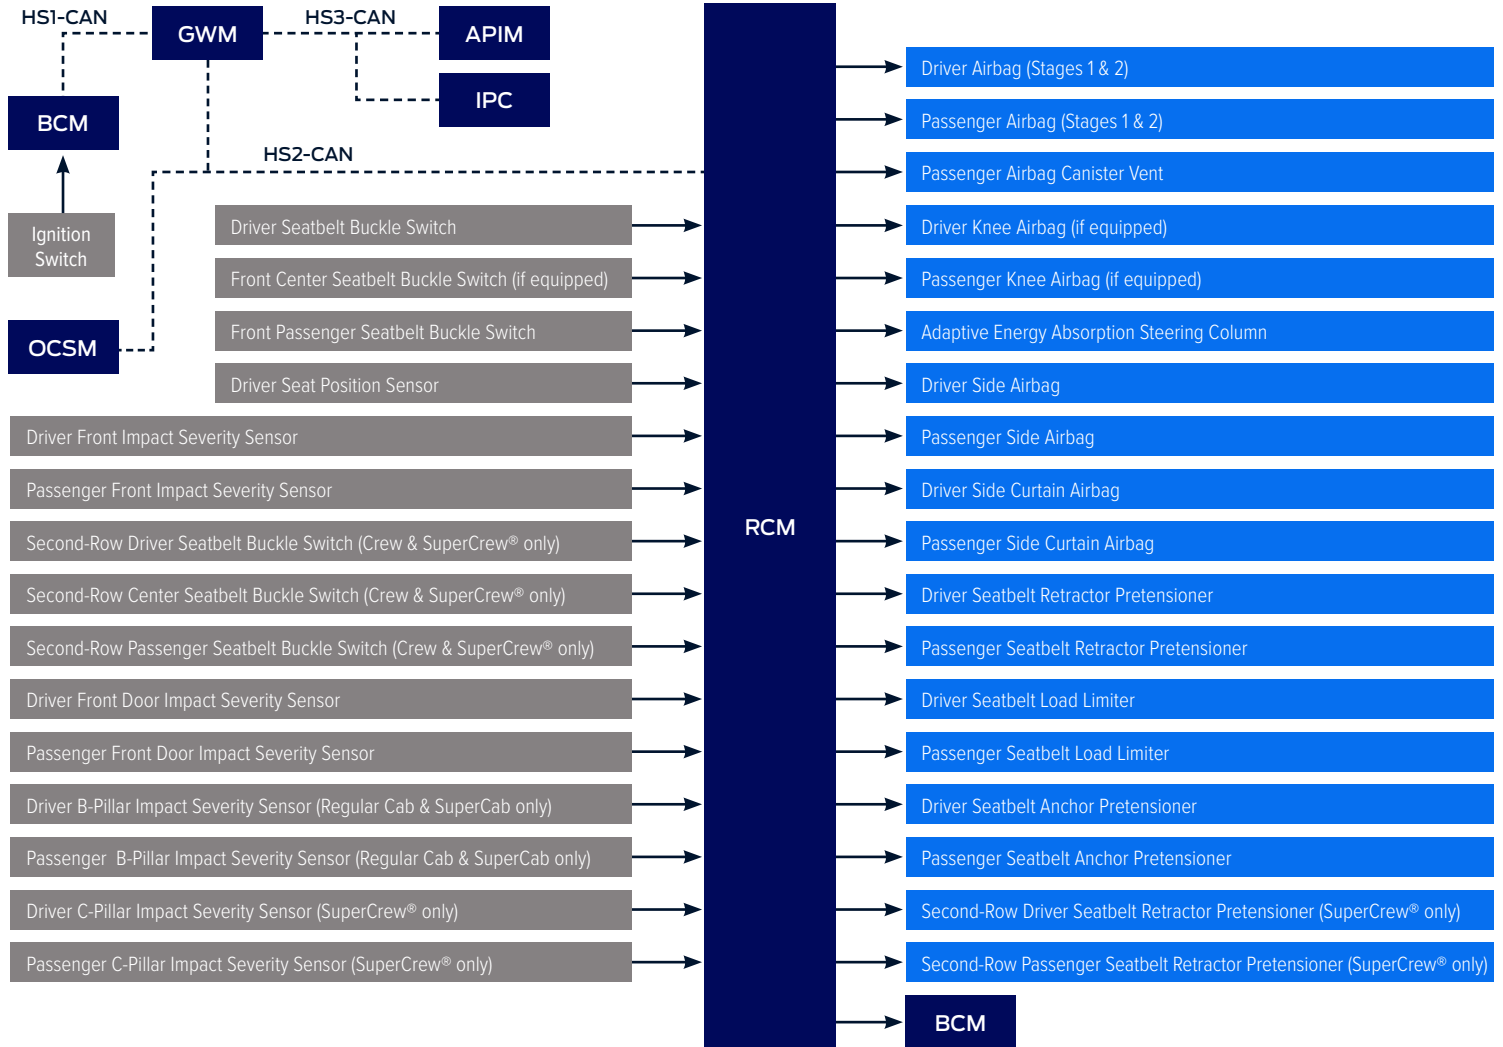 HS1-CAN
GWM
HS3-CAN
APIM
IPC
BCM
HS2-CAN
Ignition
Switch
OCSM
Driver Seatbelt Buckle Switch
Front Center Seatbelt Buckle Switch (if equipped)
Front Passenger Seatbelt Buckle Switch
Driver Seat Position Sensor
Driver Front Impact Severity Sensor
Passenger Front Impact Severity Sensor
Second-Row Driver Seatbelt Buckle Switch (Crew & SuperCrew® only)
Second-Row Center Seatbelt Buckle Switch (Crew & SuperCrew® only)
Second-Row Passenger Seatbelt Buckle Switch (Crew & SuperCrew® only)
Driver Front Door Impact Severity Sensor
Passenger Front Door Impact Severity Sensor
Driver B-Pillar Impact Severity Sensor (Regular Cab & SuperCab only)
Passenger B-Pillar Impact Severity Sensor (Regular Cab & SuperCab only)
Driver C-Pillar Impact Severity Sensor (SuperCrew® only)
Passenger C-Pillar Impact Severity Sensor (SuperCrew® only)
RCM
Driver Airbag (Stages 1 & 2)
Passenger Airbag (Stages 1 & 2)
Passenger Airbag Canister Vent
Driver Knee Airbag (if equipped)
Passenger Knee Airbag (if equipped)
Adaptive Energy Absorption Steering Column
Driver Side Airbag
Passenger Side Airbag
Driver Side Curtain Airbag
Passenger Side Curtain Airbag
Driver Seatbelt Retractor Pretensioner
Passenger Seatbelt Retractor Pretensioner
Driver Seatbelt Load Limiter
Passenger Seatbelt Load Limiter
Driver Seatbelt Anchor Pretensioner
Passenger Seatbelt Anchor Pretensioner
Second-Row Driver Seatbelt Retractor Pretensioner (SuperCrew® only)
Second-Row Passenger Seatbelt Retractor Pretensioner (SuperCrew® only)
BCM